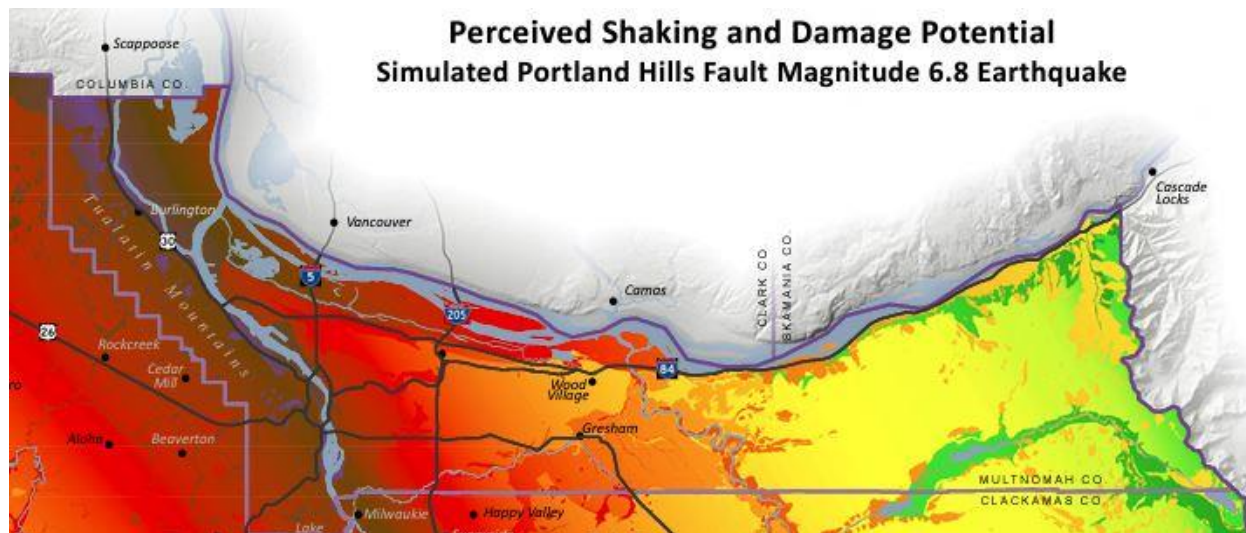 Perceived Shaking and Damage Potential
Simulated Portland Hills Fault Magnitude 6.8 Earthquake
Scappoose
COLUMBIA CO.
Cascade
Locks
Burlington
Vancouver
Tualatin Mountains
30
5
CLARK CO
SKAMANIA CO.
Camas
205
26
Rockcreek
Cedar
Mill
84
Wood
Village
Gresham
Aloha
Beaverton
MULTNOMAH CO.
CLACKAMAS CO.
Milwaukie
Happy Valley
Lake